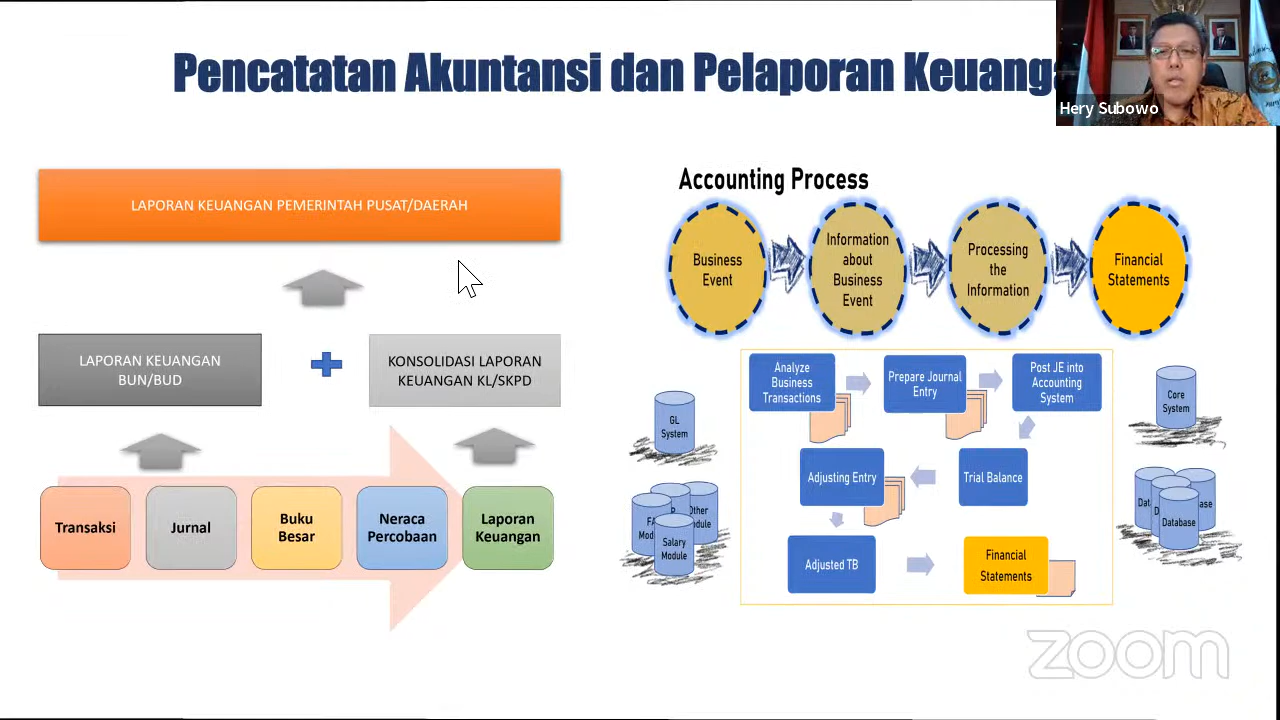 Pencatatan Akuntansi dan Pelaporan Keuang
Hery Subowo
LAPORAN KEUANGAN PEMERINTAH PUSAT/DAERAH
LAPORAN KEUANGAN
BUN/BUD
KONSOLIDASI LAPORAN
KEUANGAN KL/SKPD
Transaksi
Jurnal
Buku
Besar
Neraca
Percobaan
Laporan
Keuangan
Accounting Process
Business
Event
Information
about
Business
Event
Processing
the
Information
Financial
Statements
Analyze
Business
Transactions
Prepare Journal
Entry
Post JE into
Accounting
System
GL
System
Core
System
Adjusting Entry
Trial Balance
Other
Salary
Module
Database
Adjusted TB
Financial
Statements
zoom